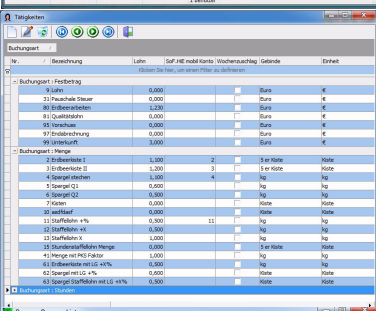 1 Benutzer
Tätigkeiten
Buchungsart
Nr. Bezeichnung Lohn SoF.HiE mobil Konto Wochenzuschlag Gebinde Einheit
Klicken Sie hier, um einen Filter zu definieren
Buchungsart : Festbetrag
9 Lohn 0,000 Euro €
31 Pauschale Steuer 0,000 Euro €
80 Erdbeerarbeiten 1,230 Euro €
81 Qualitätslohn 0,000 Euro €
95 Vorschuss 0,000 Euro €
97 Endabrechnung 0,000 Euro €
99 Unterkunft 3,000 Euro €
Buchungsart : Menge
2 Erdbeerkiste I 1,100 2 5 er Kiste Kiste
3 Erdbeerkiste II 1,200 3 5 er Kiste Kiste
4 Spargel stechen 1,100 4 kg kg
5 Spargel Q1 0,600 kg kg
6 Spargel Q2 0,500 kg kg
7 Kisten 0,000 Kiste Kiste
10 aedfdasf 0,000 Kiste Kiste
11 Staffellohn +% 0,500 11 kg kg
12 Staffellohn +X 0,500 kg kg
13 Staffellohn X 1,000 kg kg
15 Stundenstaffellohn Menge 0,000 5 er Kiste Kiste
41 Menge mit PKS Faktor 1,000 kg kg
61 Erdbeerkiste mit LG +X% 0,500 kg kg
62 Spargel mit LG +% 0,600 Kiste Kiste
63 Spargel Staffellohn mit LG +X% 0,500 Kiste Kiste
Buchungsart : Stunden